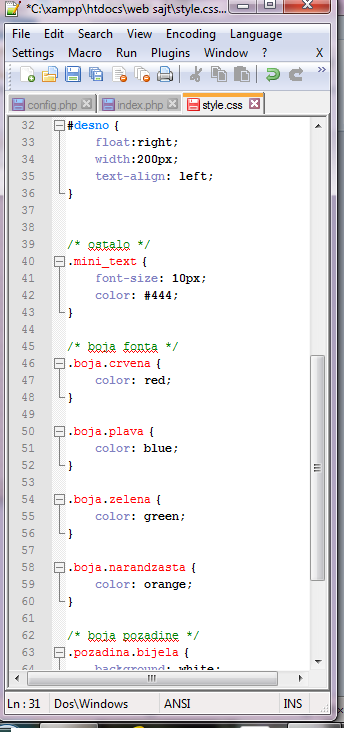 *C:\xampp\htdocs\web sajt\style.css...
File Edit Search View Encoding Language
Settings Macro Run Plugins Window ? X
config.php index.php style.css
32 #desno {
33 float:right;
34 width:200px;
35 text-align: left;
36 }
37
38
39 /* ostalo */
40 .mini_text {
41 font-size: 10px;
42 color: #444;
43 }
44
45 /* boja fonta */
46 .boja.crvena {
47 color: red;
48 }
49
50 .boja.plava {
51 color: blue;
52 }
53
54 .boja.zelena {
55 color: green;
56 }
57
58 .boja.narandzasta {
59 color: orange;
60 }
61
62 /* boja pozadine */
63 .pozadina.bijela {
64 background: white;
Ln : 31 Dos\Windows ANSI INS